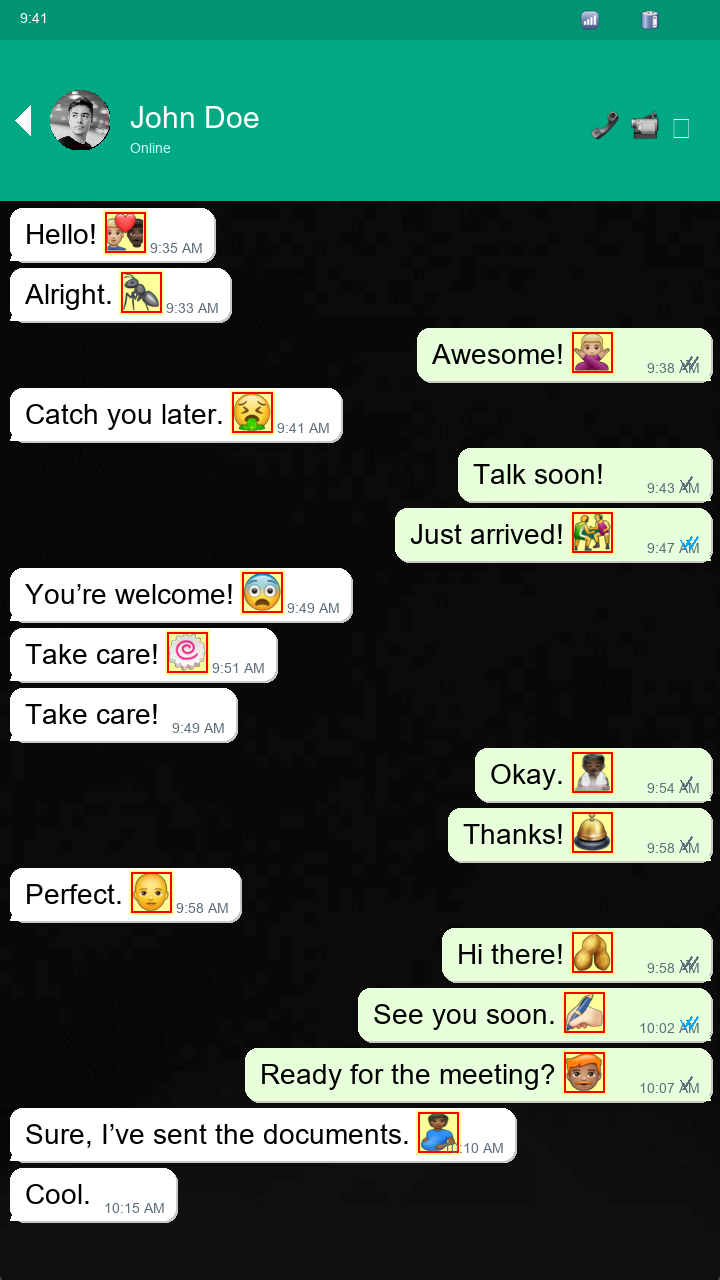 9:41
John Doe
Online
Hello! 9:35 AM
Alright. 9:33 AM
Awesome! 9:38 AM
Catch you later. 9:41 AM
Talk soon! 9:43 AM
Just arrived! 9:47 AM
You’re welcome! 9:49 AM
Take care! 9:51 AM
Take care! 9:49 AM
Okay. 9:54 AM
Thanks! 9:58 AM
Perfect. 9:58 AM
Hi there! 9:58 AM
See you soon. 10:02 AM
Ready for the meeting? 10:07 AM
Sure, I’ve sent the documents. 10:10 AM
Cool. 10:15 AM